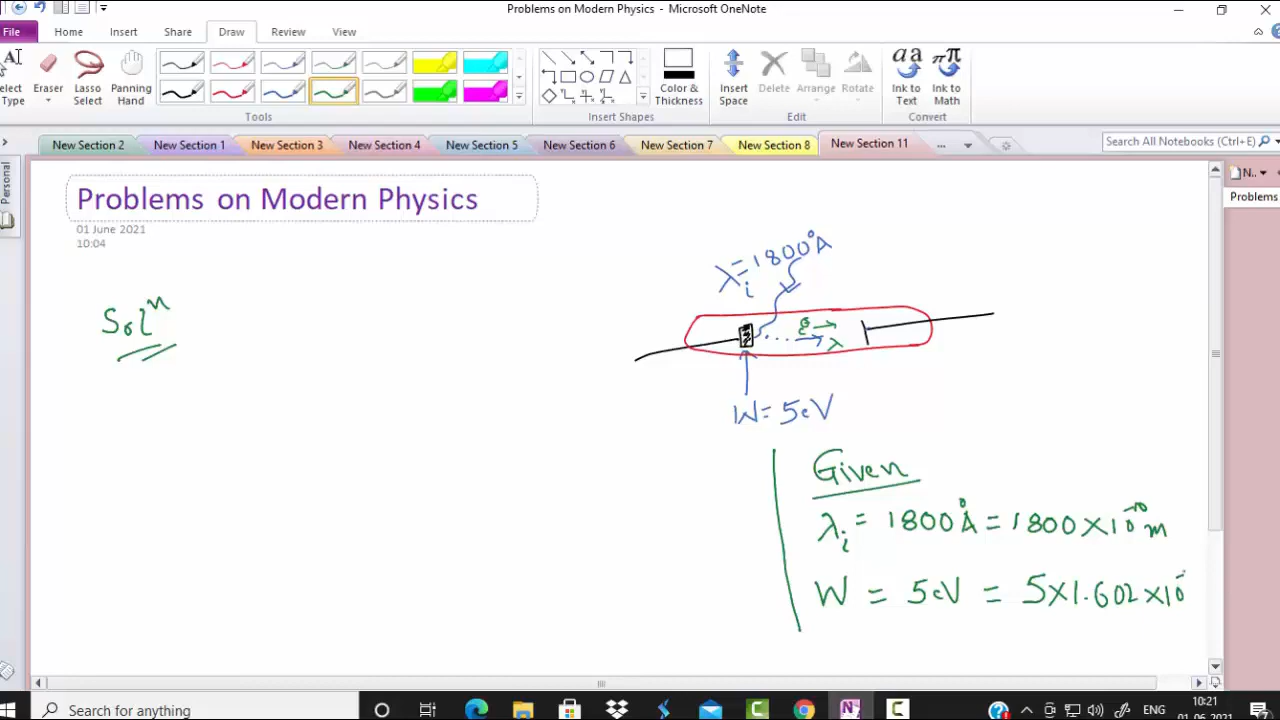 Problems on Modern Physics - Microsoft OneNote
File Home Insert Share Draw Review View
Eraser
Lasso Select
Panning Hand
Color & Thickness
Insert Space
Delete
Arrange
Rotate
Ink to Text
Ink to Math
Tools
Insert Shapes
Edit
Convert
New Section 2 New Section 1 New Section 3 New Section 4 New Section 5 New Section 6 New Section 7 New Section 8 New Section 11 ...
Search All Notebooks (Ctrl+E)
Personal
N..
Problems
Problems on Modern Physics
01 June 2021
10:04
Solⁿ
λi = 1800 Å
λ
W = 5eV
Given
λi = 1800 Å = 1800×10⁻¹⁰ m
W = 5eV = 5×1.602×10⁻
Search for anything
ENG
10:21
01-06-2021